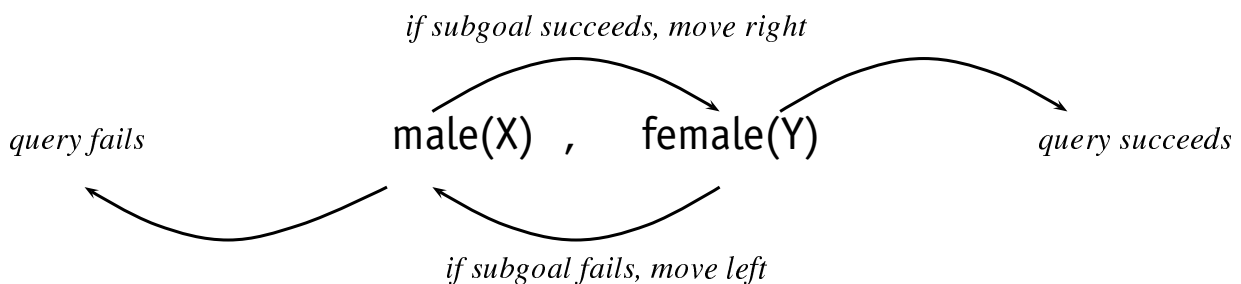 if subgoal succeeds, move right
query fails
male(X) , female(Y)
query succeeds
if subgoal fails, move left